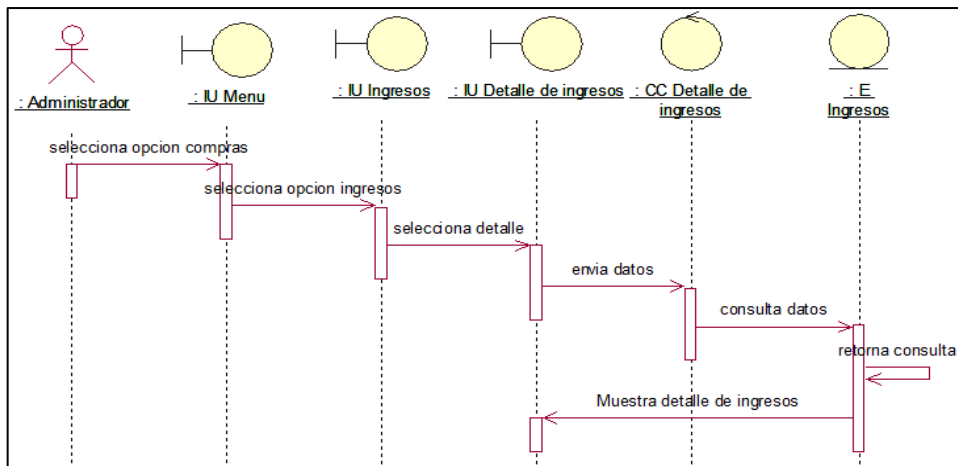 : Administrador
: IU Menu
: IU Ingresos
: IU Detalle de ingresos
: CC Detalle de
ingresos
: E
Ingresos
selecciona opcion compras
selecciona opcion ingresos
selecciona detalle
envia datos
consulta datos
retorna consulta
Muestra detalle de ingresos